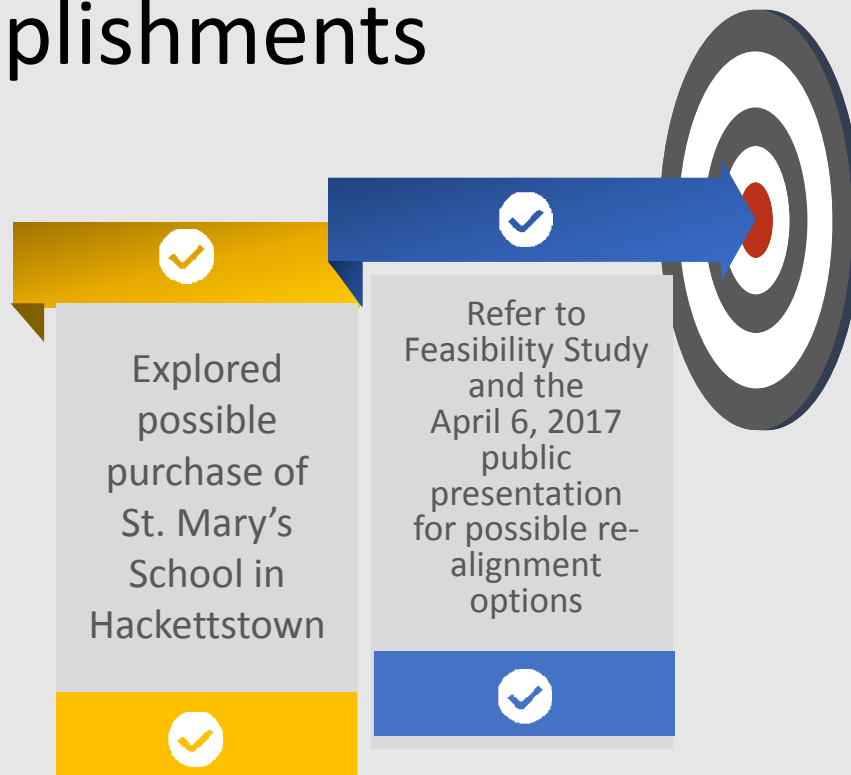 plishments
Explored
possible
purchase of
St. Mary’s
School in
Hackettstown
Refer to
Feasibility Study
and the
April 6, 2017
public
presentation
for possible re-
alignment
options